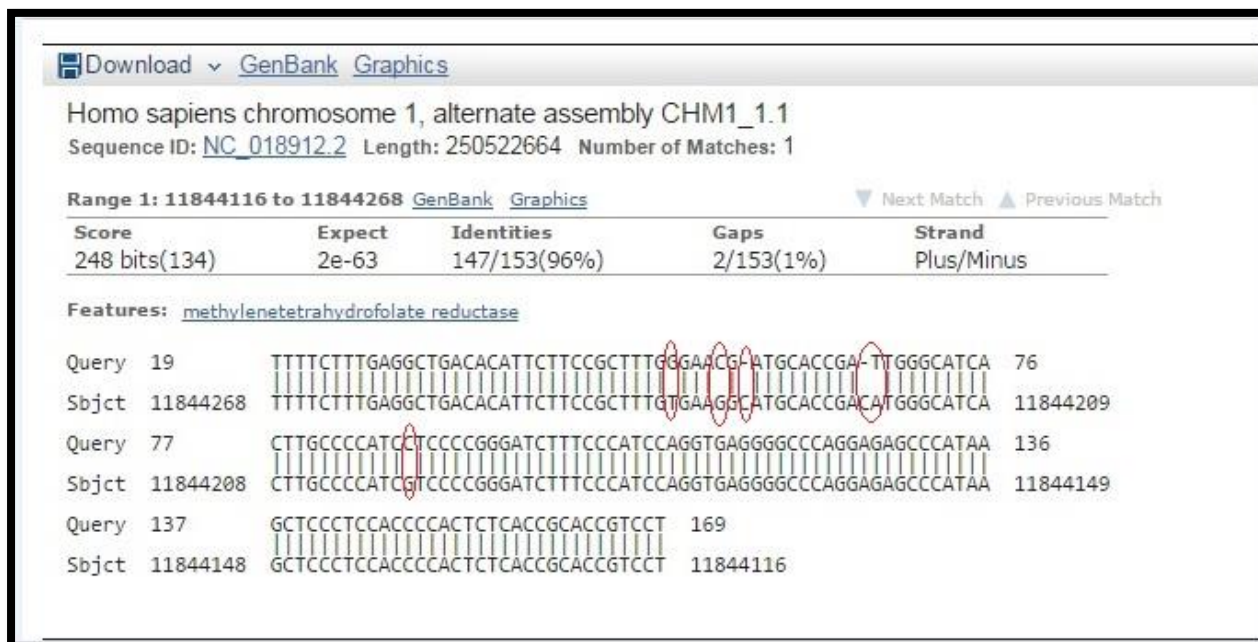 Download GenBank Graphics
Homo sapiens chromosome 1, alternate assembly CHM1_1.1
Sequence ID: NC_018912.2 Length: 250522664 Number of Matches: 1
Range 1: 11844116 to 11844268 GenBank Graphics Next Match Previous Match
Score Expect Identities Gaps Strand
248 bits(134) 2e-63 147/153(96%) 2/153(1%) Plus/Minus
Features: methylenetetrahydrofolate reductase
Query 19 TTTTCTTTGAGGCTGACACATTCTTCCGCTTTGGGAACG-ATGCACCGA-TTGGGCATCA 76
Sbjct 11844268 TTTTCTTTGAGGCTGACACATTCTTCCGCTTTGTGAAGGCATGCACCGACATGGGCATCA 11844209
Query 77 CTTGCCCCATCCTCCCCGGGATCTTTCCCATCCAGGTGAGGGGCCCAGGAGAGCCCATAA 136
Sbjct 11844208 CTTGCCCCATCGTCCCCGGGATCTTTCCCATCCAGGTGAGGGGCCCAGGAGAGCCCATAA 11844149
Query 137 GCTCCCTCCACCCCACTCTCACCGCACCGTCCT 169
Sbjct 11844148 GCTCCCTCCACCCCACTCTCACCGCACCGTCCT 11844116